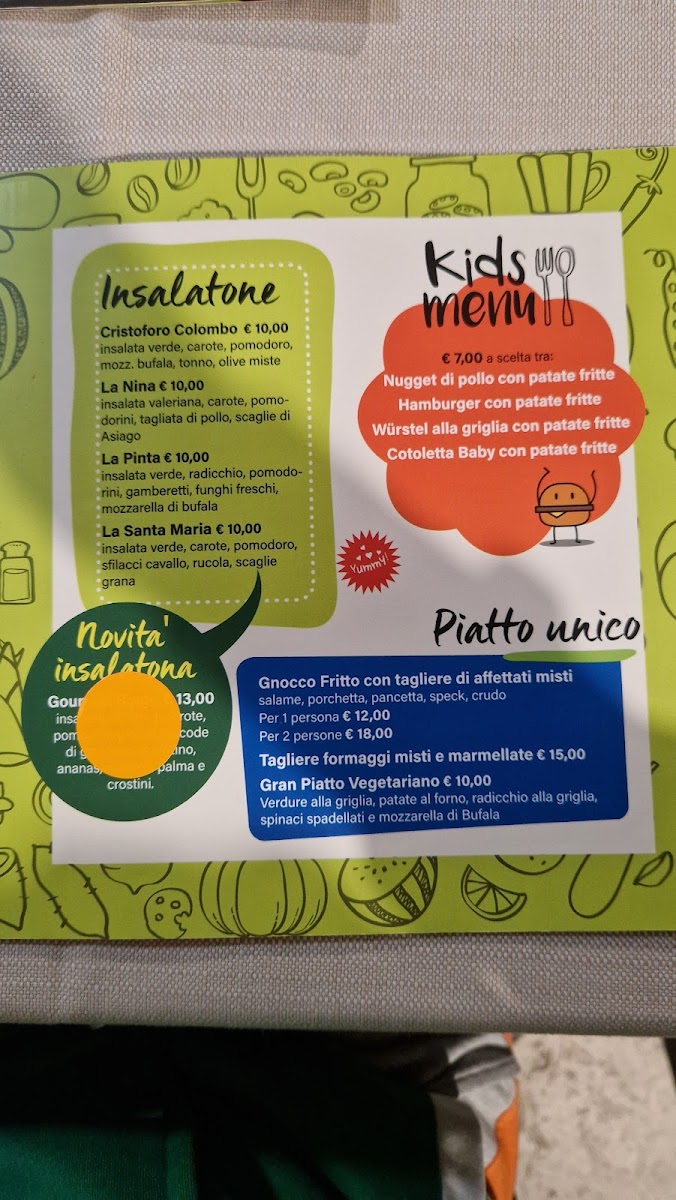 Insalatone
Cristoforo Colombo € 10,00
insalata verde, carote, pomodoro,
mozz. bufala, tonno, olive miste
La Nina € 10,00
insalata valeriana, carote, pomo-
dorini, tagliata di pollo, scaglie di
Asiago
La Pinta € 10,00
insalata verde, radicchio, pomodo-
rini, gamberetti, funghi freschi,
mozzarella di bufala
La Santa Maria € 10,00
insalata verde, carote, pomodoro,
sfilacci cavallo, rucola, scaglie
grana
Novita'
insalatona
13,00
code
di
ananas, palma e
crostini.
Kids
menu
€ 7,00 a scelta tra:
Nugget di pollo con patate fritte
Hamburger con patate fritte
Würstel alla griglia con patate fritte
Cotoletta Baby con patate fritte
Yummy!
Piatto unico
Gnocco Fritto con tagliere di affettati misti
salame, porchetta, pancetta, speck, crudo
Per 1 persona € 12,00
Per 2 persone € 18,00
Tagliere formaggi misti e marmellate € 15,00
Gran Piatto Vegetariano € 10,00
Verdure alla griglia, patate al forno, radicchio alla griglia,
spinaci spadellati e mozzarella di Bufala